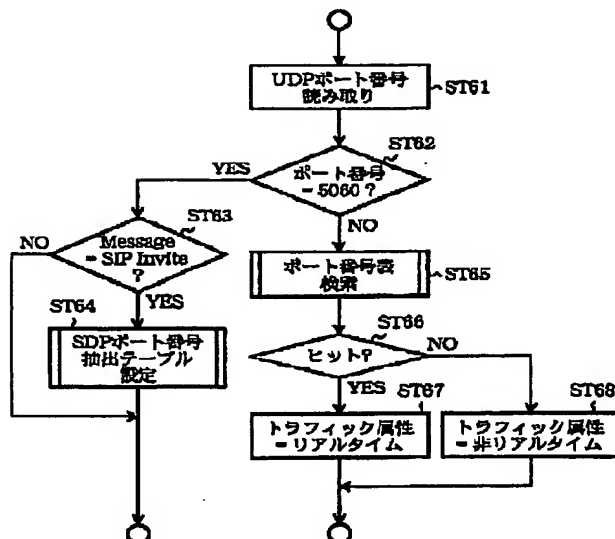 UDPポート番号
読み取り
ST61
ST62
YES
ポート番号
= 5060 ?
ST63
NO
NO
Message
= SIP Invite
?
ポート番号表
検索
ST65
ST64
YES
ST66
SDPポート番号
抽出テーブル
設定
ヒット?
NO
YES
ST67
ST68
トラフィック属性
=リアルタイム
トラフィック属性
=非リアルタイム